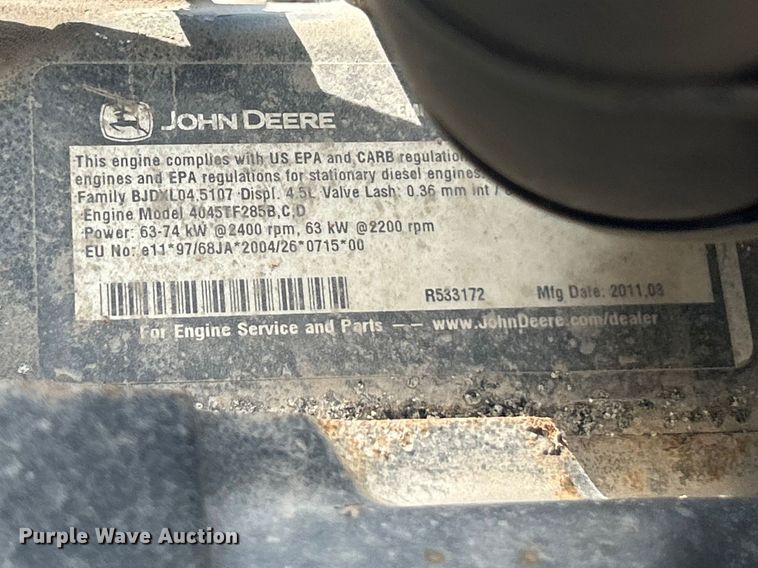 JOHN DEERE
This engine complies with US EPA and CARB regulation
engines and EPA regulations for stationary diesel engines.
Family BJDXL04.5107 Displ. 4.5L Valve Lash: 0.36 mm Int /
Engine Model 4045TF285B,C,D
Power: 63-74 kW @2400 rpm, 63 kW @2200 rpm
EU No: e11*97/68JA*2004/26*0715*00
R533172 Mfg Date: 2011,03
For Engine Service and Parts -- www.JohnDeere.com/dealer
Purple Wave Auction